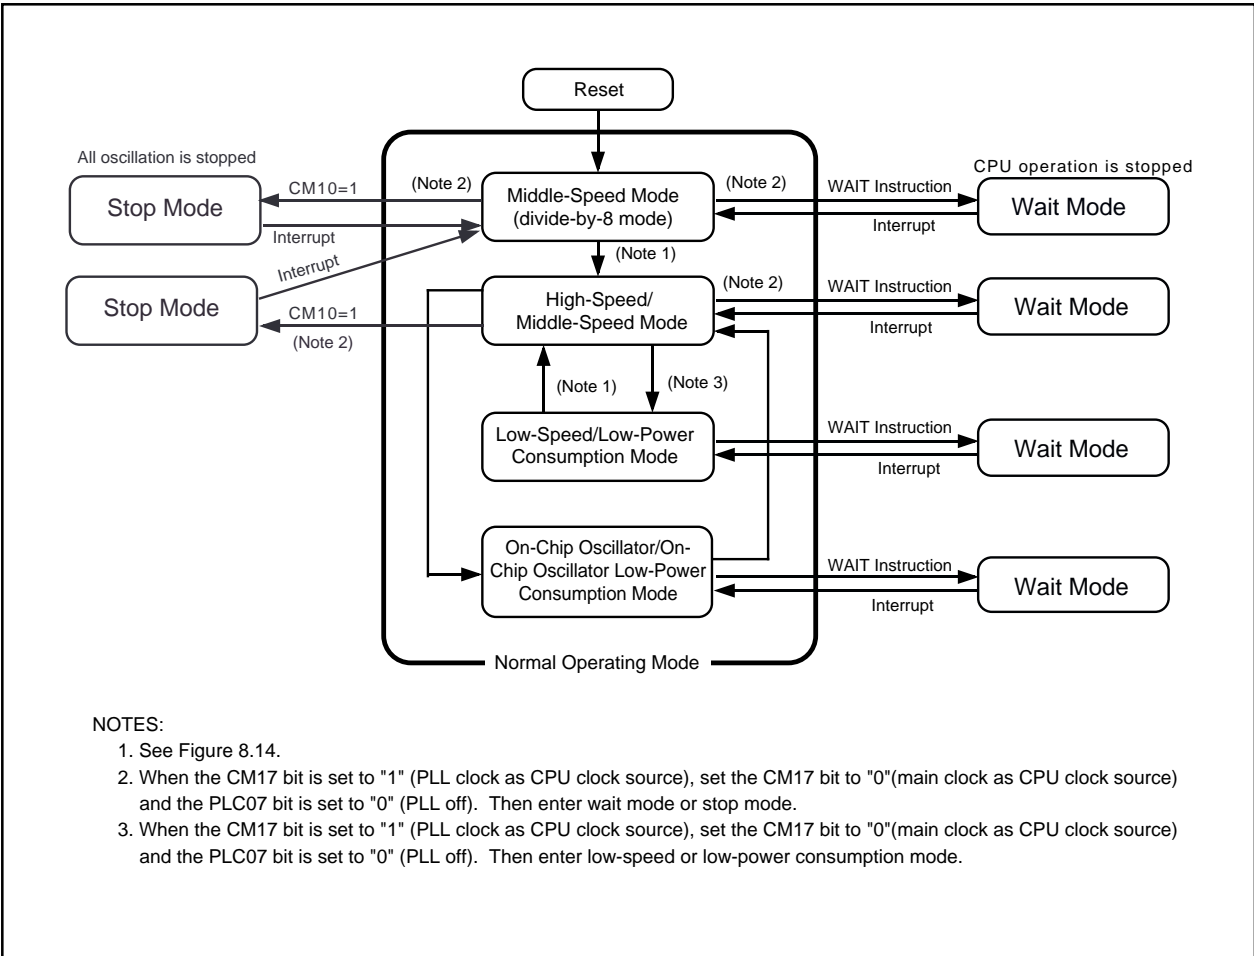 Reset
All oscillation is stopped
CPU operation is stopped
Stop Mode
CM10=1
(Note 2)
Middle-Speed Mode
(divide-by-8 mode)
(Note 2)
WAIT Instruction
Wait Mode
Interrupt
Interrupt
Interrupt
(Note 1)
Stop Mode
CM10=1
(Note 2)
High-Speed/
Middle-Speed Mode
(Note 2)
WAIT Instruction
Wait Mode
Interrupt
(Note 1)
(Note 3)
Low-Speed/Low-Power
Consumption Mode
WAIT Instruction
Wait Mode
Interrupt
On-Chip Oscillator/On-
Chip Oscillator Low-Power
Consumption Mode
WAIT Instruction
Wait Mode
Interrupt
Normal Operating Mode
NOTES:
1. See Figure 8.14.
2. When the CM17 bit is set to "1" (PLL clock as CPU clock source), set the CM17 bit to "0"(main clock as CPU clock source)
and the PLC07 bit is set to "0" (PLL off). Then enter wait mode or stop mode.
3. When the CM17 bit is set to "1" (PLL clock as CPU clock source), set the CM17 bit to "0"(main clock as CPU clock source)
and the PLC07 bit is set to "0" (PLL off). Then enter low-speed or low-power consumption mode.